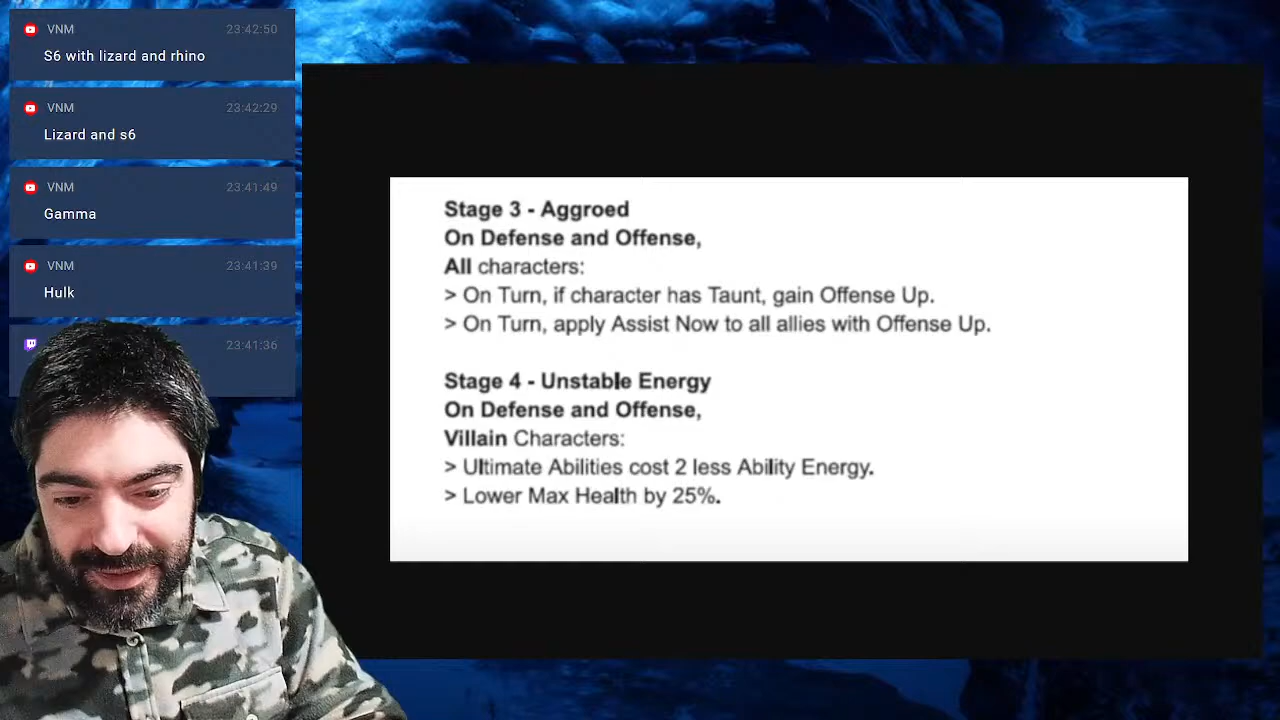 VNM 23:42:50
S6 with lizard and rhino
VNM 23:42:29
Lizard and s6
VNM 23:41:49
Gamma
VNM 23:41:39
Hulk
23:41:36
Stage 3 - Aggroed
On Defense and Offense,
All characters:
> On Turn, if character has Taunt, gain Offense Up.
> On Turn, apply Assist Now to all allies with Offense Up.
Stage 4 - Unstable Energy
On Defense and Offense,
Villain Characters:
> Ultimate Abilities cost 2 less Ability Energy.
> Lower Max Health by 25%.